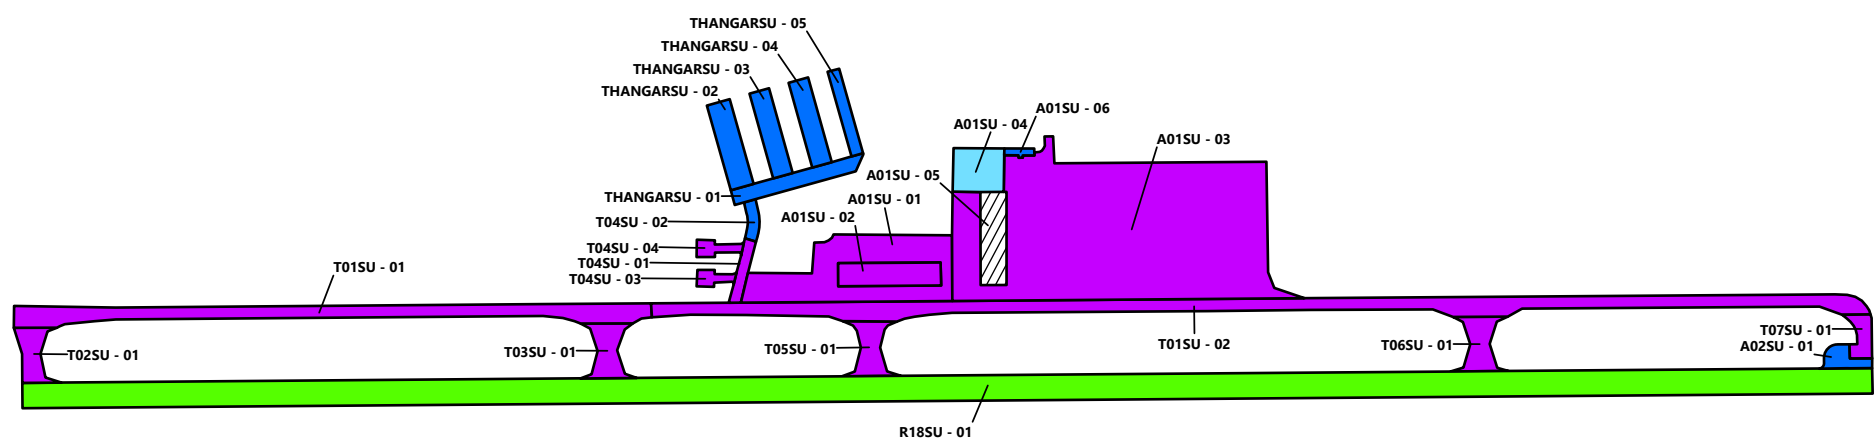 THANGARSU - 05
THANGARSU - 04
THANGARSU - 03
THANGARSU - 02
A01SU - 06
A01SU - 04
A01SU - 03
A01SU - 05
THANGARSU - 01
A01SU - 01
A01SU - 02
T04SU - 02
T04SU - 04
T04SU - 01
T01SU - 01
T04SU - 03
T07SU - 01
T02SU - 01
T03SU - 01
T05SU - 01
T01SU - 02
T06SU - 01
A02SU - 01
R18SU - 01